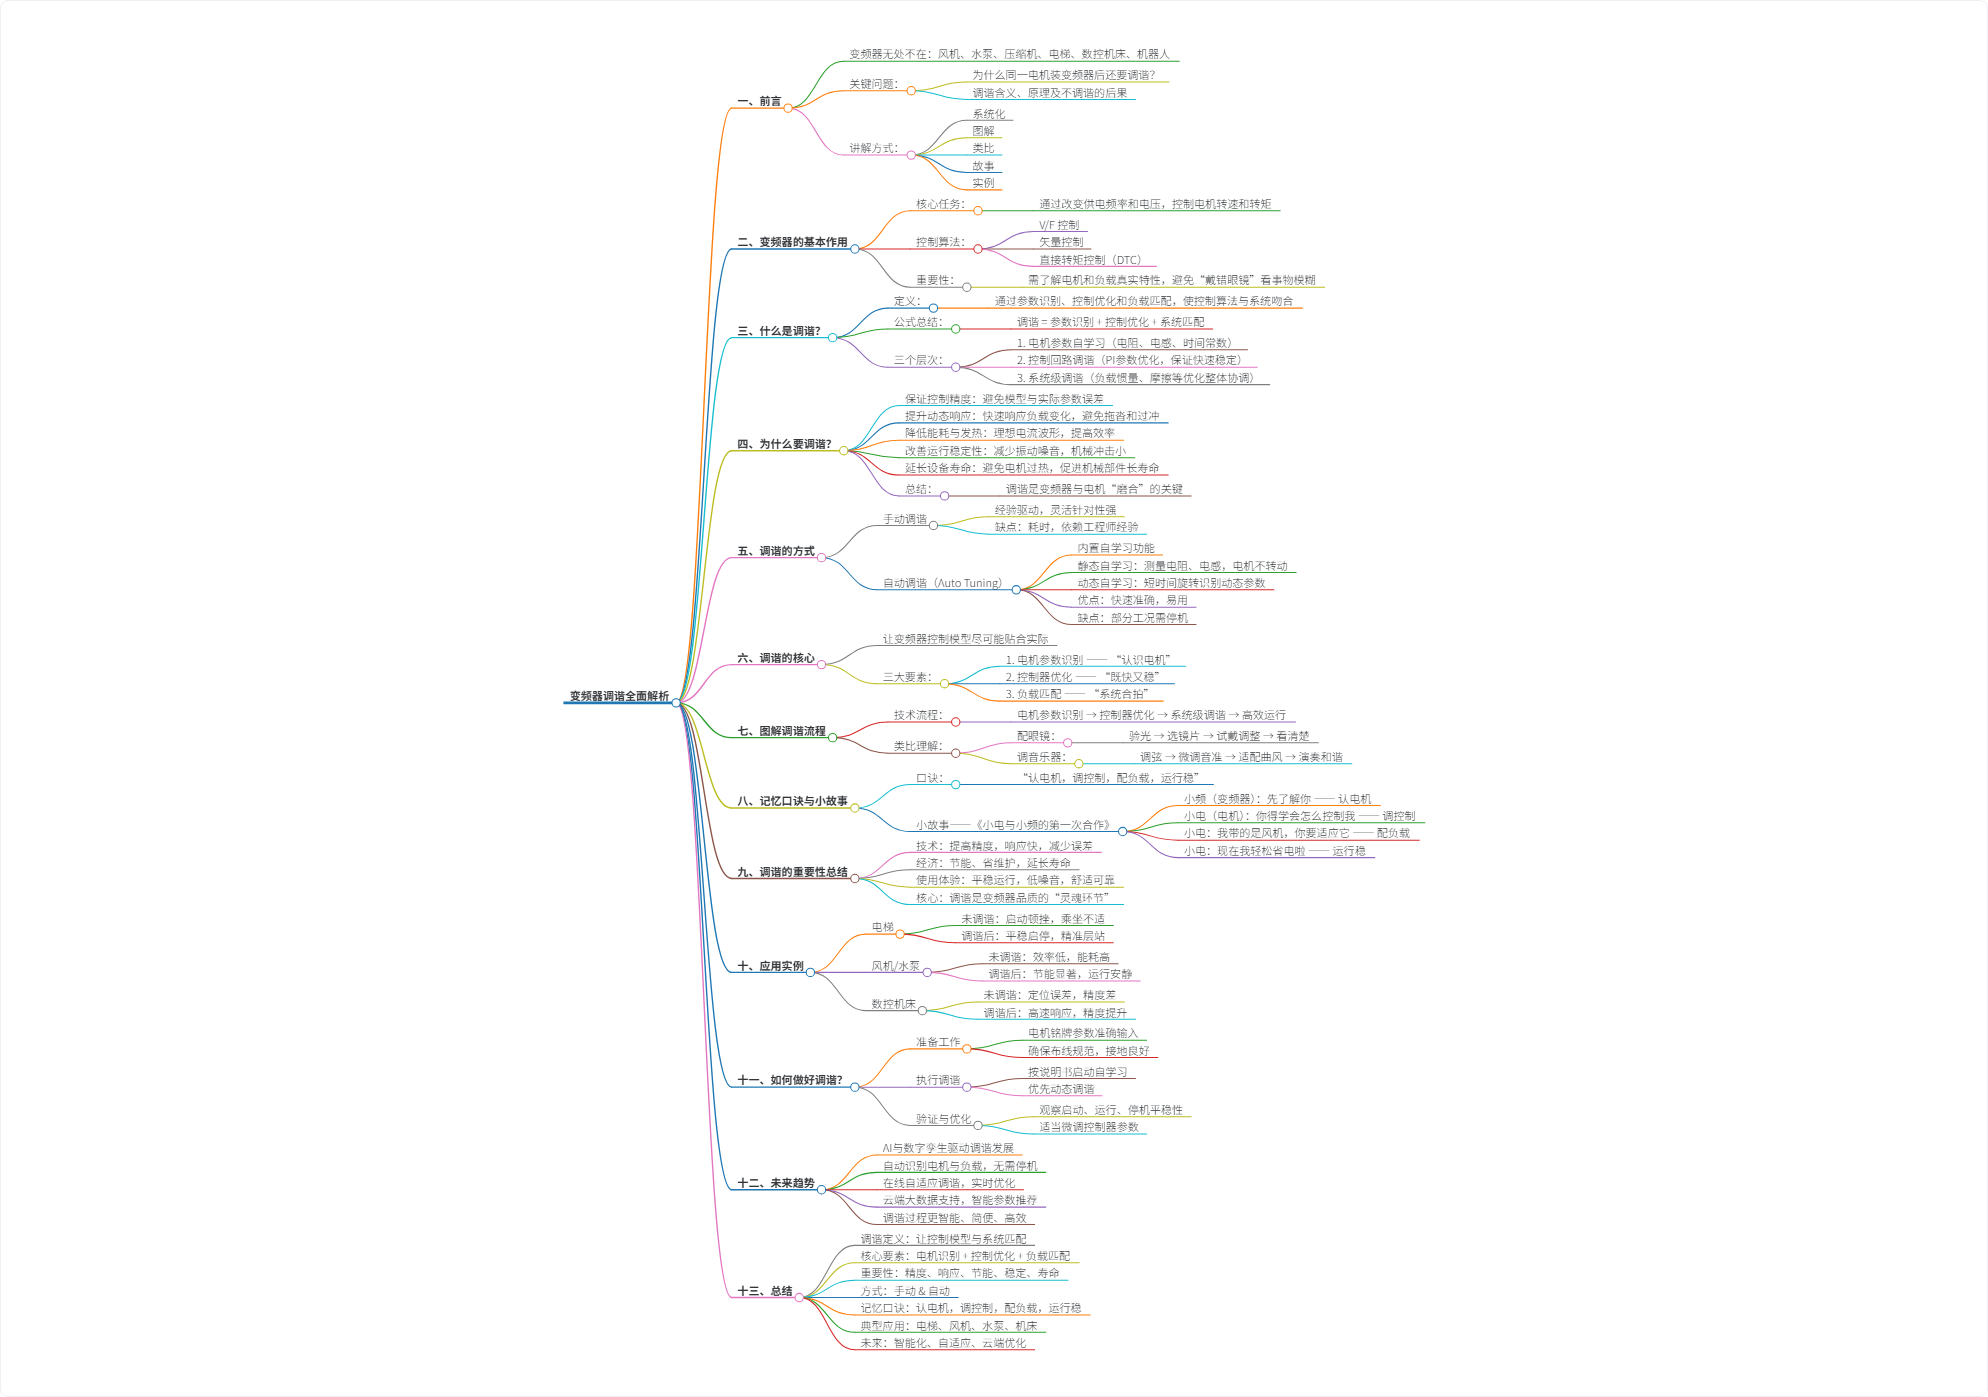 变频器调谐全面解析
一、前言
变频器无处不在：风机、水泵、压缩机、电梯、数控机床、机器人
关键问题：
为什么同一电机装变频器后还要调谐？
调谐含义、原理及不调谐的后果
讲解方式：
系统化
图解
类比
故事
实例
二、变频器的基本作用
核心任务：
通过改变供电频率和电压，控制电机转速和转矩
控制算法：
V/F 控制
矢量控制
直接转矩控制（DTC）
重要性：
需了解电机和负载真实特性，避免“戴错眼镜”看事物模糊
三、什么是调谐？
定义：
通过参数识别、控制优化和负载匹配，使控制算法与系统吻合
公式总结：
调谐 = 参数识别 + 控制优化 + 系统匹配
三个层次：
1. 电机参数自学习（电阻、电感、时间常数）
2. 控制回路调谐（PI参数优化，保证快速稳定）
3. 系统级调谐（负载惯量、摩擦等优化整体协调）
四、为什么要调谐？
保证控制精度：避免模型与实际参数误差
提升动态响应：快速响应负载变化，避免拖沓和过冲
降低能耗与发热：理想电流波形，提高效率
改善运行稳定性：减少振动噪音，机械冲击小
延长设备寿命：避免电机过热，促进机械部件长寿命
总结：
调谐是变频器与电机“磨合”的关键
五、调谐的方式
手动调谐
经验驱动，灵活针对性强
缺点：耗时，依赖工程师经验
自动调谐（Auto Tuning）
内置自学习功能
静态自学习：测量电阻、电感，电机不转动
动态自学习：短时间旋转识别动态参数
优点：快速准确，易用
缺点：部分工况需停机
六、调谐的核心
让变频器控制模型尽可能贴合实际
三大要素：
1. 电机参数识别 —— “认识电机”
2. 控制器优化 —— “既快又稳”
3. 负载匹配 —— “系统合拍”
七、图解调谐流程
技术流程：
电机参数识别 → 控制器优化 → 系统级调谐 → 高效运行
类比理解：
配眼镜：
验光 → 选镜片 → 试戴调整 → 看清楚
调音乐器：
调弦 → 微调音准 → 适配曲风 → 演奏和谐
八、记忆口诀与小故事
口诀：
“认电机，调控制，配负载，运行稳”
小故事——《小电与小频的第一次合作》
小频（变频器）：先了解你 —— 认电机
小电（电机）：你得学会怎么控制我 —— 调控制
小电：我带的是风机，你要适应它 —— 配负载
小电：现在我轻松省电啦 —— 运行稳
九、调谐的重要性总结
技术：提高精度，响应快，减少误差
经济：节能、省维护，延长寿命
使用体验：平稳运行，低噪音，舒适可靠
核心：调谐是变频器品质的“灵魂环节”
十、应用实例
电梯
未调谐：启动顿挫，乘坐不适
调谐后：平稳启停，精准层站
风机/水泵
未调谐：效率低，能耗高
调谐后：节能显著，运行安静
数控机床
未调谐：定位误差，精度差
调谐后：高速响应，精度提升
十一、如何做好调谐？
准备工作
电机铭牌参数准确输入
确保布线规范，接地良好
执行调谐
按说明书启动自学习
优先动态调谐
验证与优化
观察启动、运行、停机平稳性
适当微调控制器参数
十二、未来趋势
AI与数字孪生驱动调谐发展
自动识别电机与负载，无需停机
在线自适应调谐，实时优化
云端大数据支持，智能参数推荐
调谐过程更智能、简便、高效
十三、总结
调谐定义：让控制模型与系统匹配
核心要素：电机识别 + 控制优化 + 负载匹配
重要性：精度、响应、节能、稳定、寿命
方式：手动 & 自动
记忆口诀：认电机，调控制，配负载，运行稳
典型应用：电梯、风机、水泵、机床
未来：智能化、自适应、云端优化